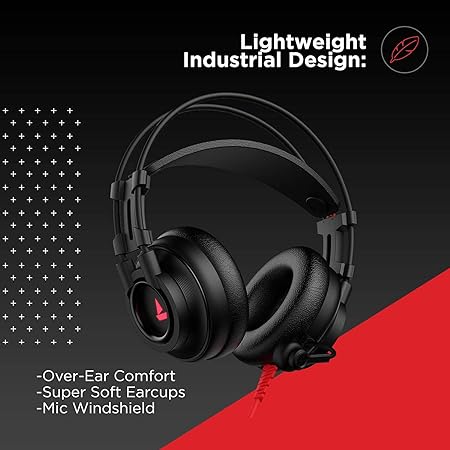 Lightweight
Industrial Design:
-Over-Ear Comfort
-Super Soft Earcups
-Mic Windshield